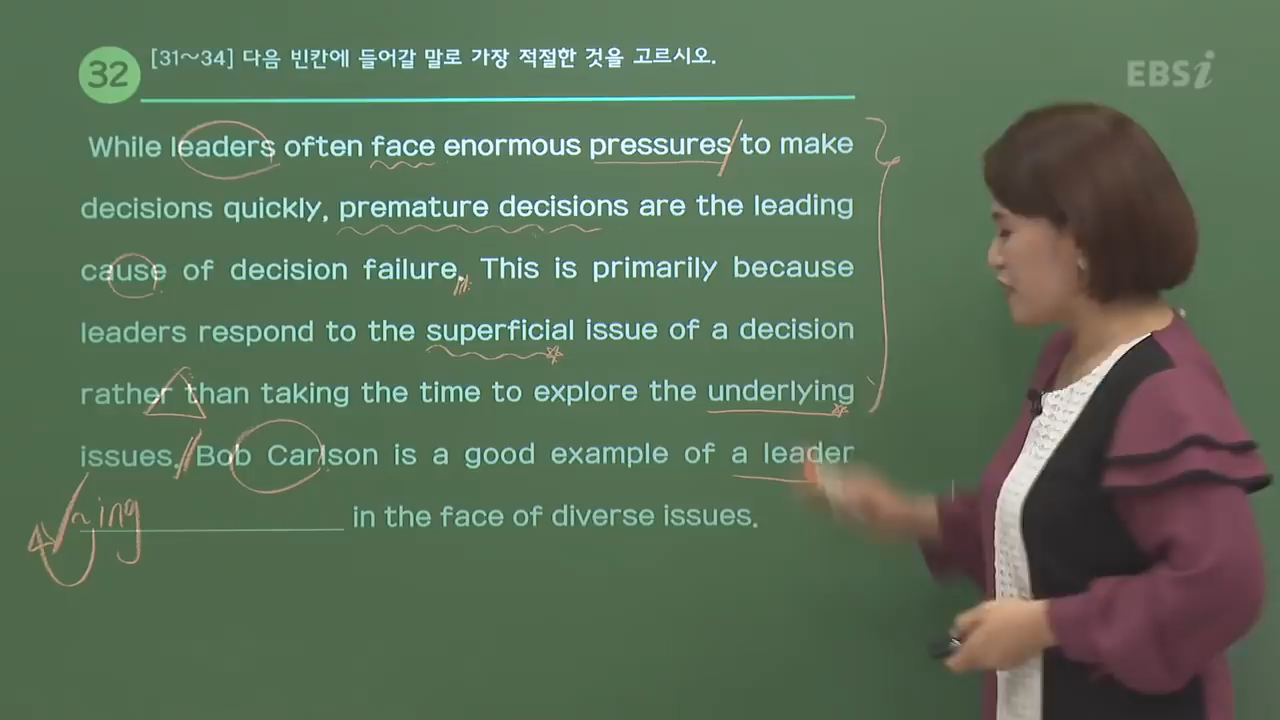 32
[31~34] 다음 빈칸에 들어갈 말로 가장 적절한 것을 고르시오.
EBSi
While leaders often face enormous pressures to make
decisions quickly, premature decisions are the leading
cause of decision failure. This is primarily because
leaders respond to the superficial issue of a decision
rather than taking the time to explore the underlying
issues. Bob Carlson is a good example of a leader
~ing
in the face of diverse issues.